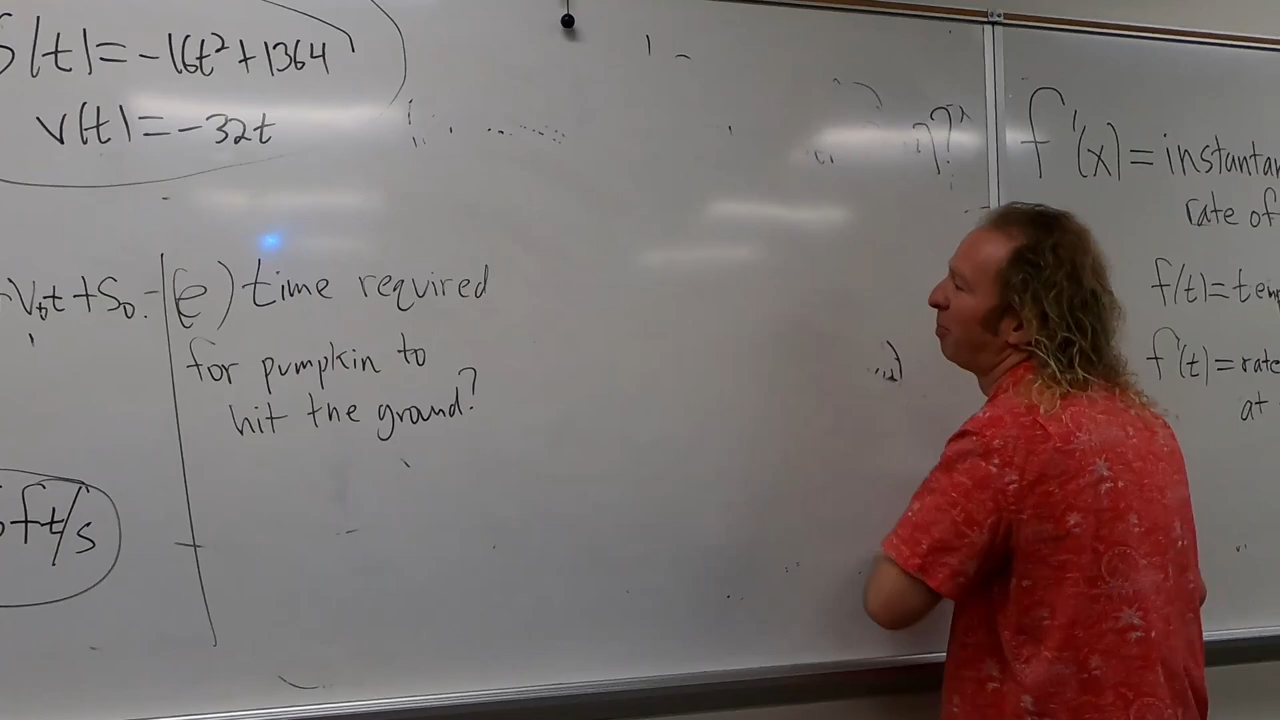 S(t)=-16t²+1364
v(t)=-32t
V₀t+S₀.
(e) time required
for pumpkin to
hit the ground?
ft/s
f'(x)=instantan
rate of
f(t)=tem
f'(t)=rate
at